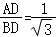 AD/BD = 1/√3